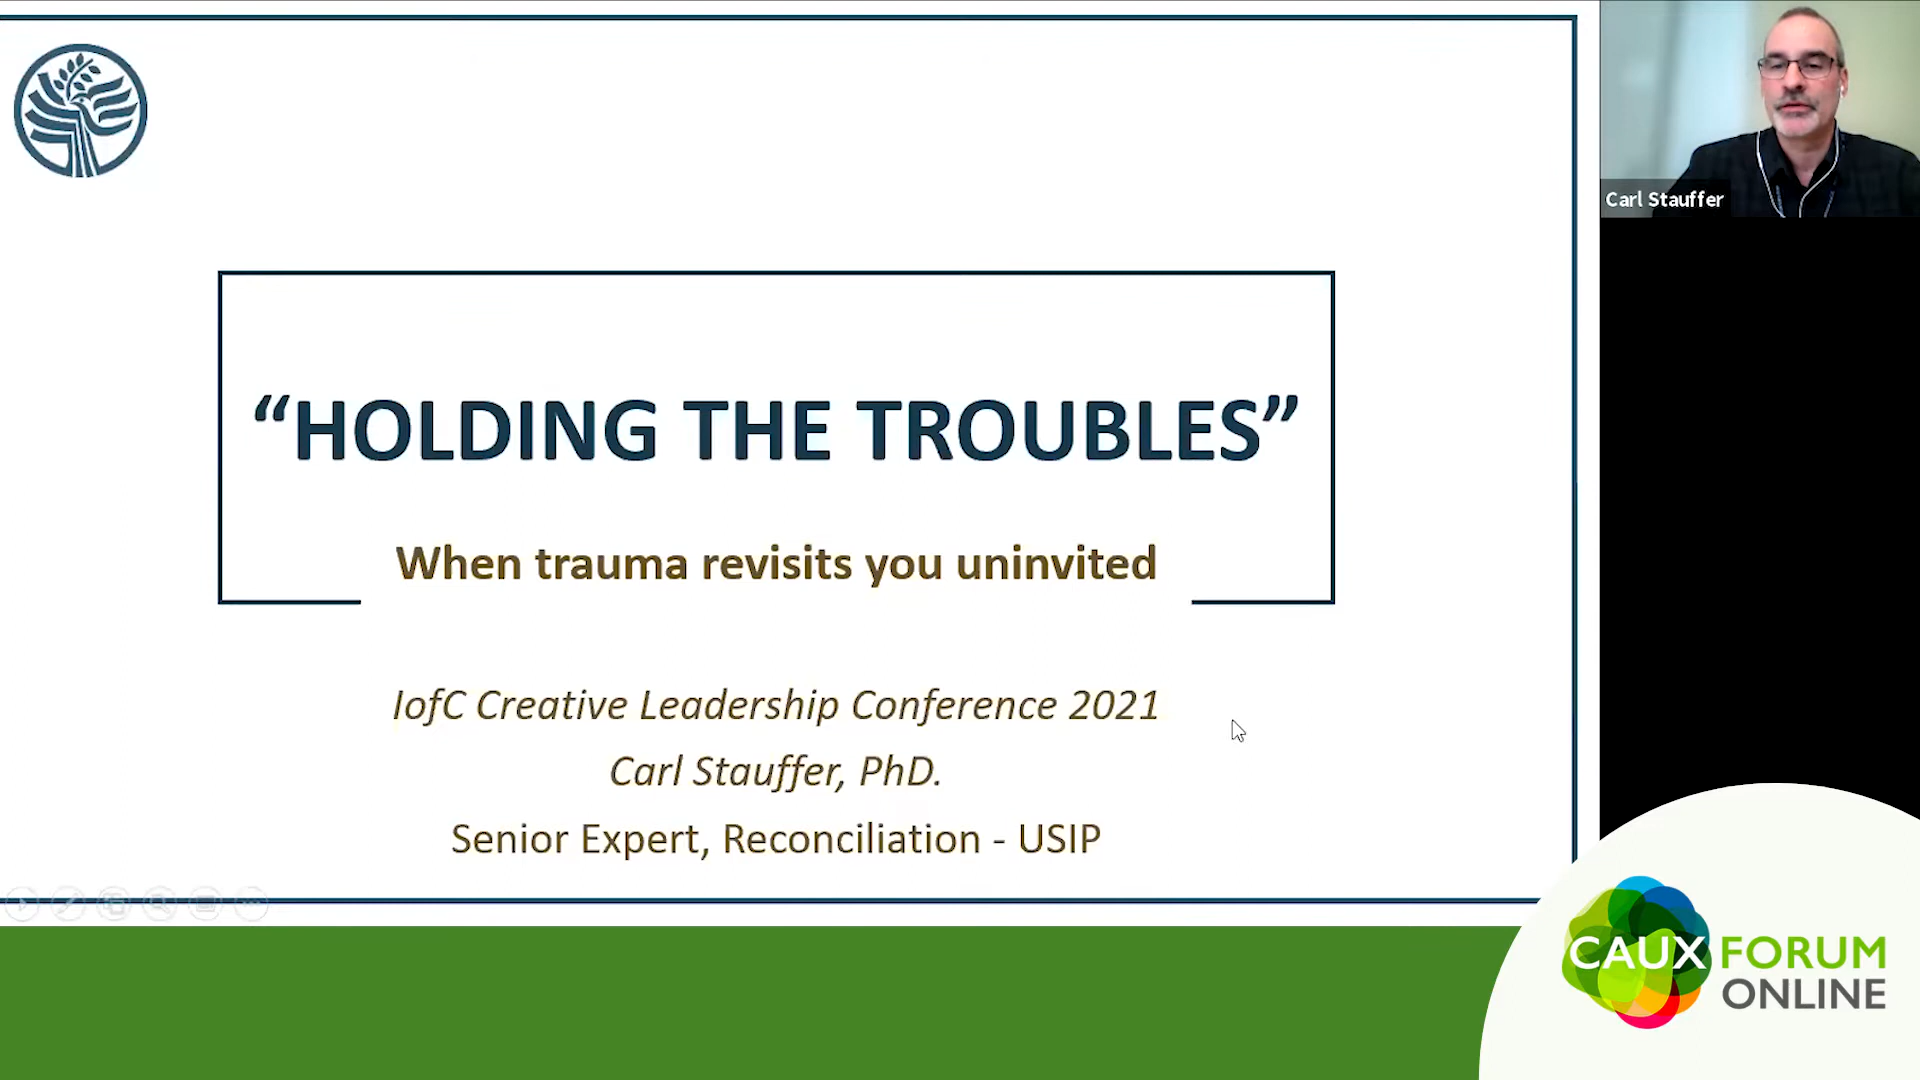 “HOLDING THE TROUBLES”
When trauma revisits you uninvited
IofC Creative Leadership Conference 2021
Carl Stauffer, PhD.
Senior Expert, Reconciliation - USIP
Carl Stauffer
CAUX FORUM
ONLINE